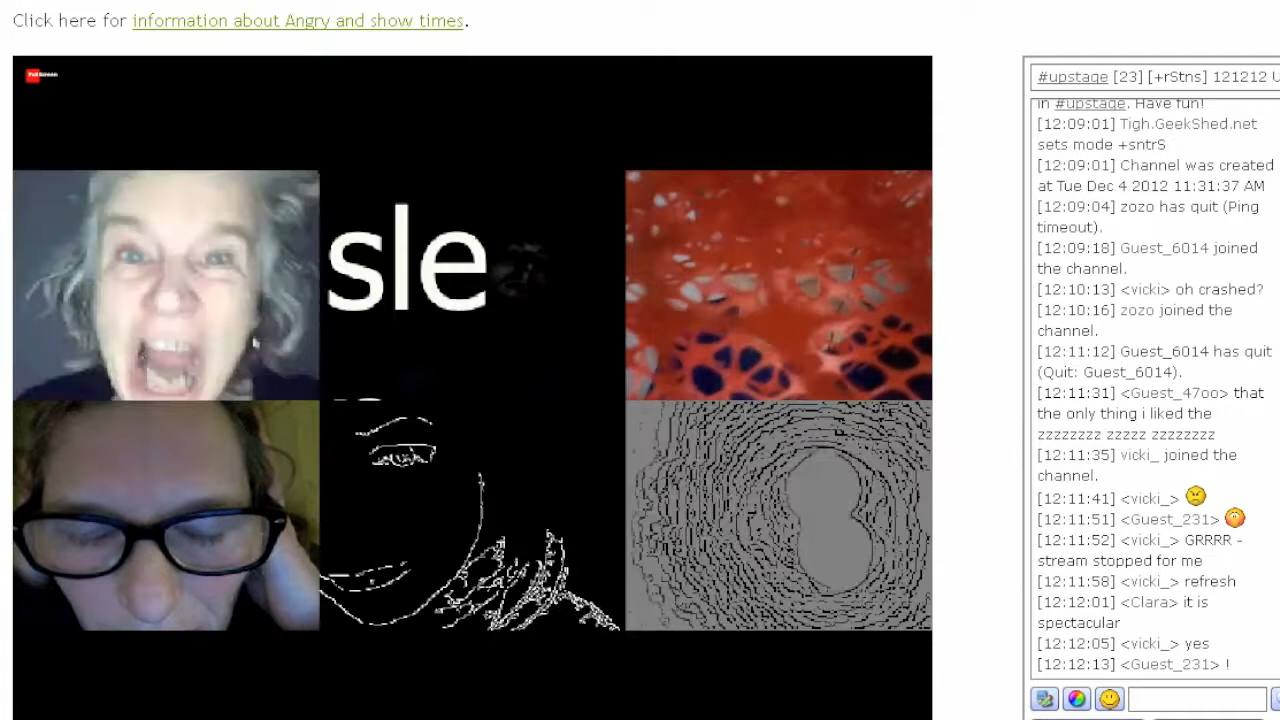 Click here for information about Angry and show times.
Full Screen
sle
#upstage [23] [+rStns] 121212 U
in #upstage. Have fun!
[12:09:01] Tigh.GeekShed.net
sets mode +sntrS
[12:09:01] Channel was created
at Tue Dec 4 2012 11:31:37 AM
[12:09:04] zozo has quit (Ping
timeout).
[12:09:18] Guest_6014 joined
the channel.
[12:10:13] <vicki> oh crashed?
[12:10:16] zozo joined the
channel.
[12:11:12] Guest_6014 has quit
(Quit: Guest_6014).
[12:11:31] <Guest_47oo> that
the only thing i liked the
zzzzzzzz zzzzz zzzzzzzz
[12:11:35] vicki_ joined the
channel.
[12:11:41] <vicki_>
[12:11:51] <Guest_231>
[12:11:52] <vicki_> GRRRR -
stream stopped for me
[12:11:58] <vicki_> refresh
[12:12:01] <Clara> it is
spectacular
[12:12:05] <vicki_> yes
[12:12:13] <Guest_231> !